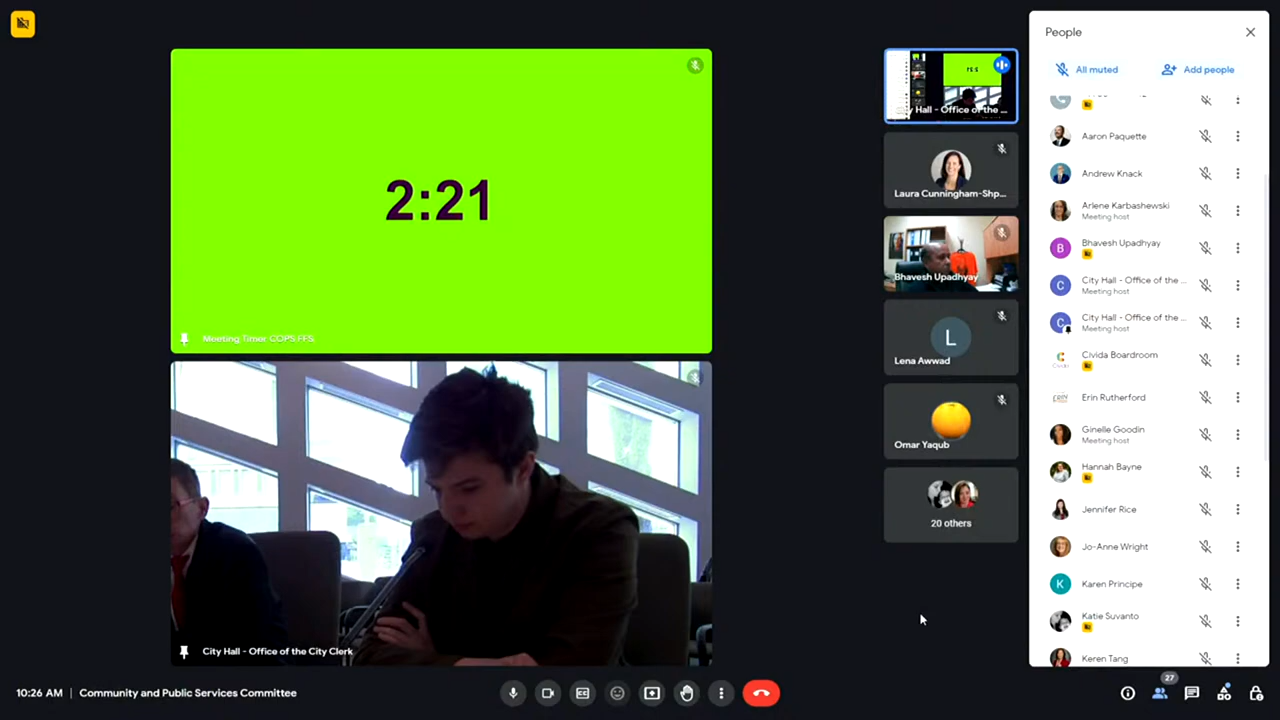 2:21
Meeting Timer COPS FFS
City Hall - Office of the City Clerk
y Hall - Office of the ...
Laura Cunningham-Shp...
Bhavesh Upadhyay
L
Lena Awwad
Omar Yaqub
20 others
People
All muted
Add people
Aaron Paquette
Andrew Knack
Arlene Karbashewski
Meeting host
B
Bhavesh Upadhyay
C
City Hall - Office of the ...
Meeting host
C
City Hall - Office of the ...
Meeting host
Civida Boardroom
Erin Rutherford
Ginelle Goodin
Meeting host
Hannah Bayne
Jennifer Rice
Jo-Anne Wright
K
Karen Principe
Katie Suvanto
Keren Tang
10:26 AM | Community and Public Services Committee
27